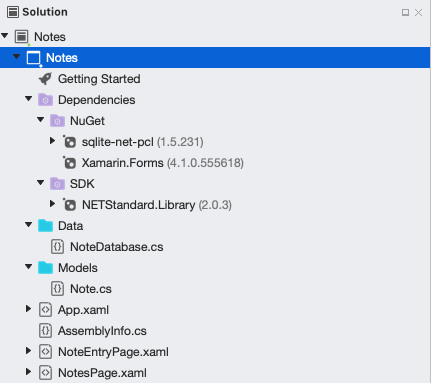 Solution
Notes
Notes
Getting Started
Dependencies
NuGet
sqlite-net-pcl (1.5.231)
Xamarin.Forms (4.1.0.555618)
SDK
NETStandard.Library (2.0.3)
Data
NoteDatabase.cs
Models
Note.cs
App.xaml
AssemblyInfo.cs
NoteEntryPage.xaml
NotesPage.xaml